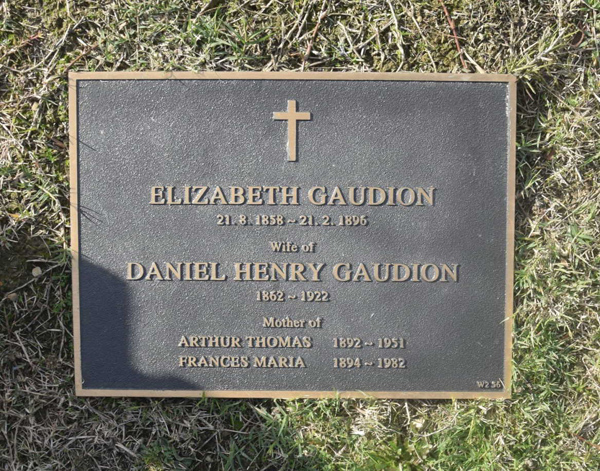 ELIZABETH GAUDION
21. 8. 1858 ~ 21. 2. 1896
Wife of
DANIEL HENRY GAUDION
1862 ~ 1922
Mother of
ARTHUR THOMAS 1892 ~ 1951
FRANCES MARIA 1894 ~ 1982
W2 56